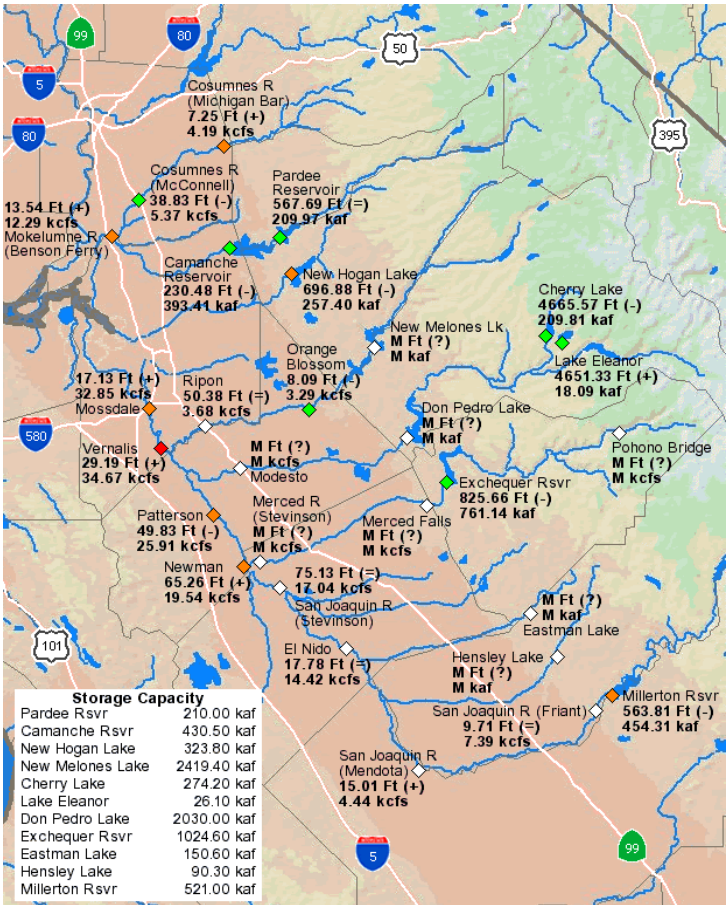 99
80
50
5
Cosumnes R
(Michigan Bar)
7.25 Ft (+)
4.19 kcfs
80
395
Cosumnes R
(McConnell)
38.83 Ft (-)
5.37 kcfs
Pardee
Reservoir
567.69 Ft (=)
209.97 kaf
13.54 Ft (+)
12.29 kcfs
Mokelumne R
(Benson Ferry)
Camanche
Reservoir
230.48 Ft (-)
393.41 kaf
New Hogan Lake
696.88 Ft (-)
257.40 kaf
Cherry Lake
4665.57 Ft (-)
209.81 kaf
New Melones Lk
M Ft (?)
M kaf
Orange
Blossom
8.09 Ft (-)
3.29 kcfs
Lake Eleanor
4651.33 Ft (+)
18.09 kaf
17.13 Ft (+)
32.85 kcfs
Mossdale
Ripon
50.38 Ft (=)
3.68 kcfs
Don Pedro Lake
M Ft (?)
M kaf
580
Vernalis
29.19 Ft (+)
34.67 kcfs
M Ft (?)
M kcfs
Modesto
Pohono Bridge
M Ft (?)
M kcfs
Exchequer Rsvr
825.66 Ft (-)
761.14 kaf
Patterson
49.83 Ft (-)
25.91 kcfs
Merced R
(Stevinson)
M Ft (?)
M kcfs
Merced Falls
M Ft (?)
M kcfs
Newman
65.26 Ft (+)
19.54 kcfs
75.13 Ft (=)
17.04 kcfs
San Joaquin R
(Stevinson)
M Ft (?)
M kaf
Eastman Lake
101
El Nido
17.78 Ft (=)
14.42 kcfs
Hensley Lake
M Ft (?)
M kaf
Millerton Rsvr
563.81 Ft (-)
454.31 kaf
San Joaquin R (Friant)
9.71 Ft (=)
7.39 kcfs
San Joaquin R
(Mendota)
15.01 Ft (+)
4.44 kcfs
Storage Capacity
Pardee Rsvr 210.00 kaf
Camanche Rsvr 430.50 kaf
New Hogan Lake 323.80 kaf
New Melones Lake 2419.40 kaf
Cherry Lake 274.20 kaf
Lake Eleanor 26.10 kaf
Don Pedro Lake 2030.00 kaf
Exchequer Rsvr 1024.60 kaf
Eastman Lake 150.60 kaf
Hensley Lake 90.30 kaf
Millerton Rsvr 521.00 kaf
5
99